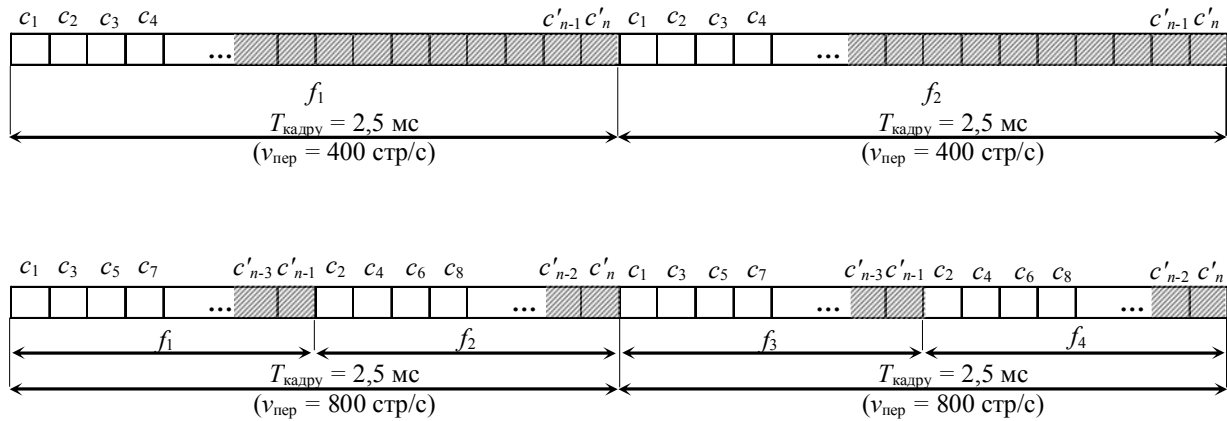 c₁ c₂ c₃ c₄ c′ₙ₋₁ c′ₙ c₁ c₂ c₃ c₄ c′ₙ₋₁ c′ₙ
... ...
f₁ f₂
Tкадру = 2,5 мс Tкадру = 2,5 мс
(vпер = 400 стр/с) (vпер = 400 стр/с)
c₁ c₃ c₅ c₇ c′ₙ₋₃ c′ₙ₋₁ c₂ c₄ c₆ c₈ c′ₙ₋₂ c′ₙ c₁ c₃ c₅ c₇ c′ₙ₋₃ c′ₙ₋₁ c₂ c₄ c₆ c₈ c′ₙ₋₂ c′ₙ
... ... ... ...
f₁ f₂ f₃ f₄
Tкадру = 2,5 мс Tкадру = 2,5 мс
(vпер = 800 стр/с) (vпер = 800 стр/с)